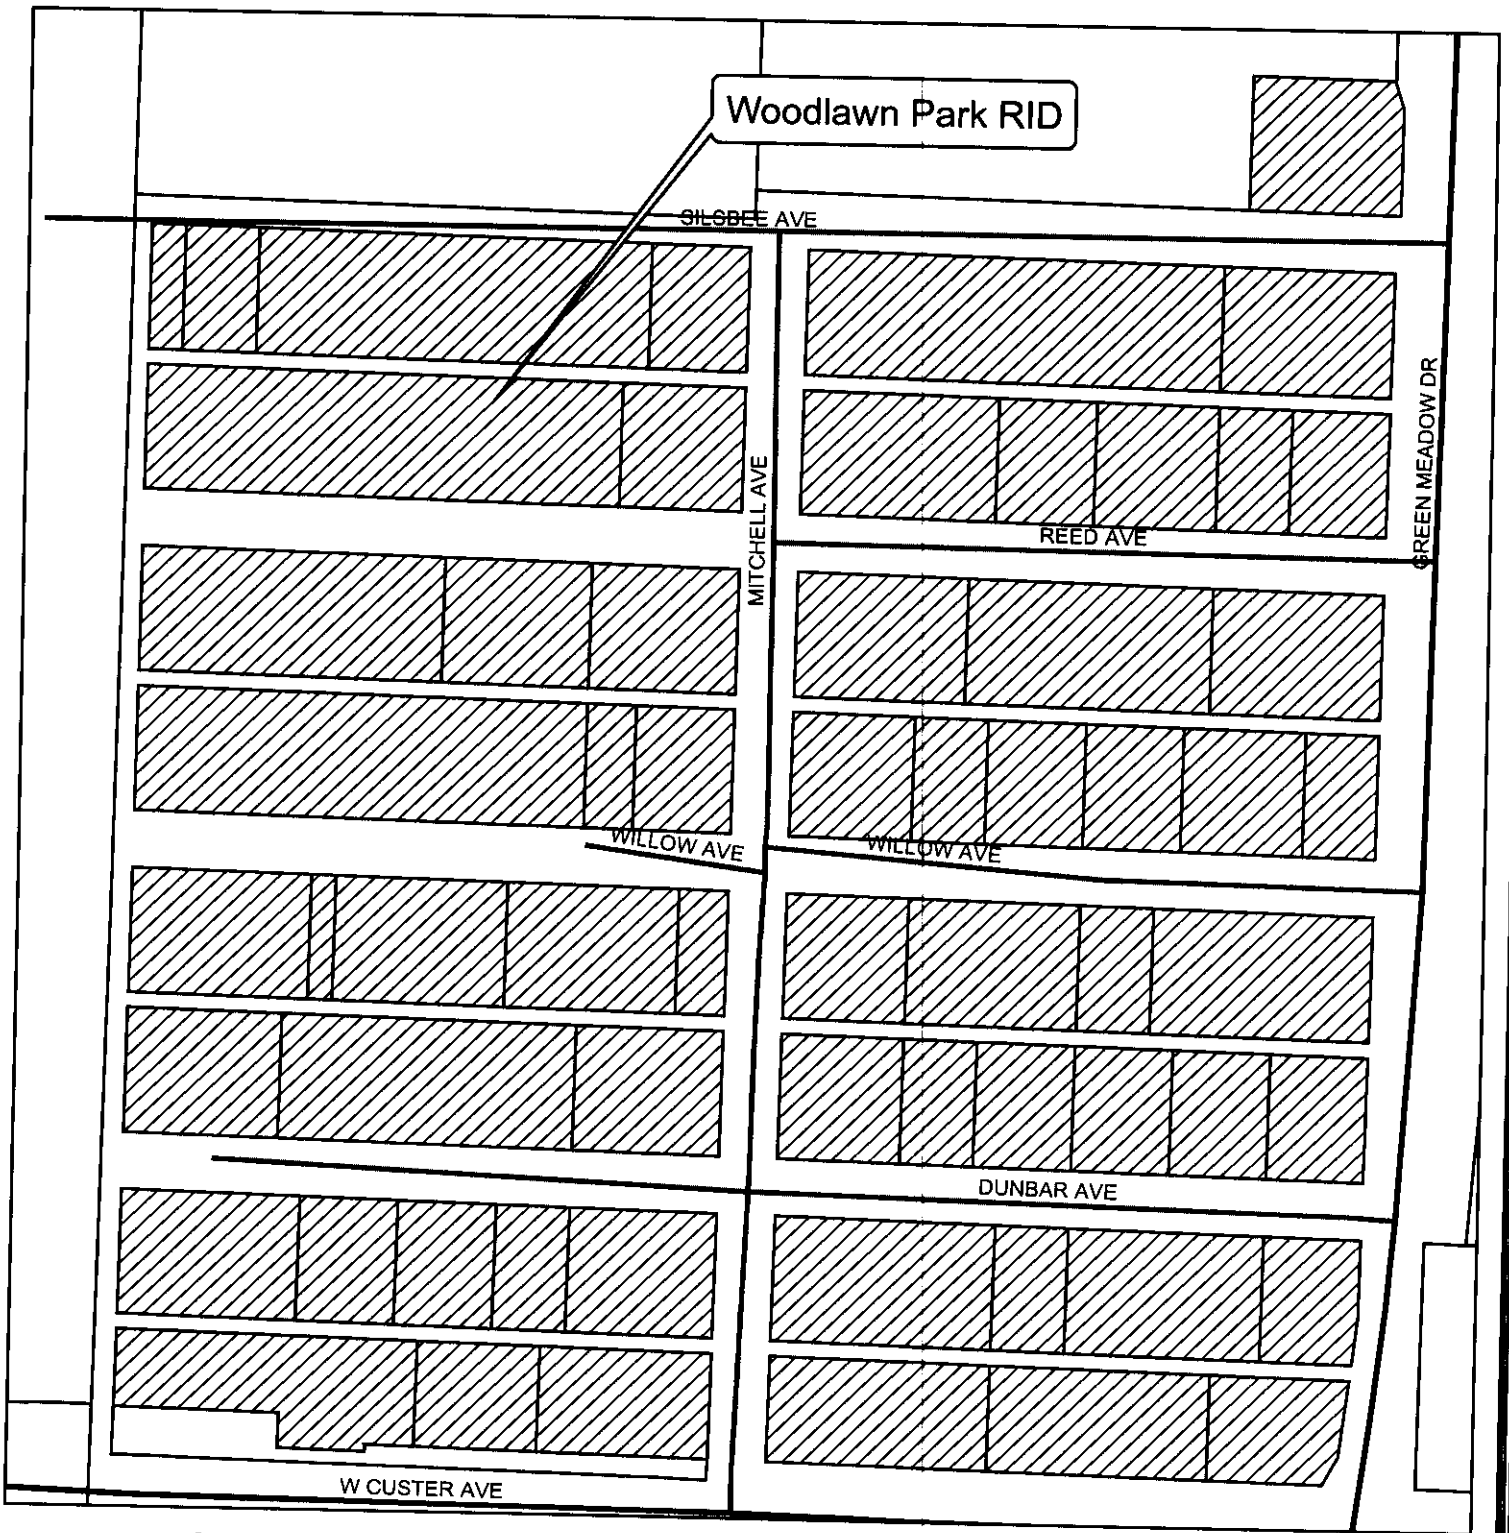 Woodlawn Park RID
SILSBEE AVE
GREEN MEADOW DR
MITCHELL AVE
REED AVE
WILLOW AVE
WILLOW AVE
DUNBAR AVE
W CUSTER AVE